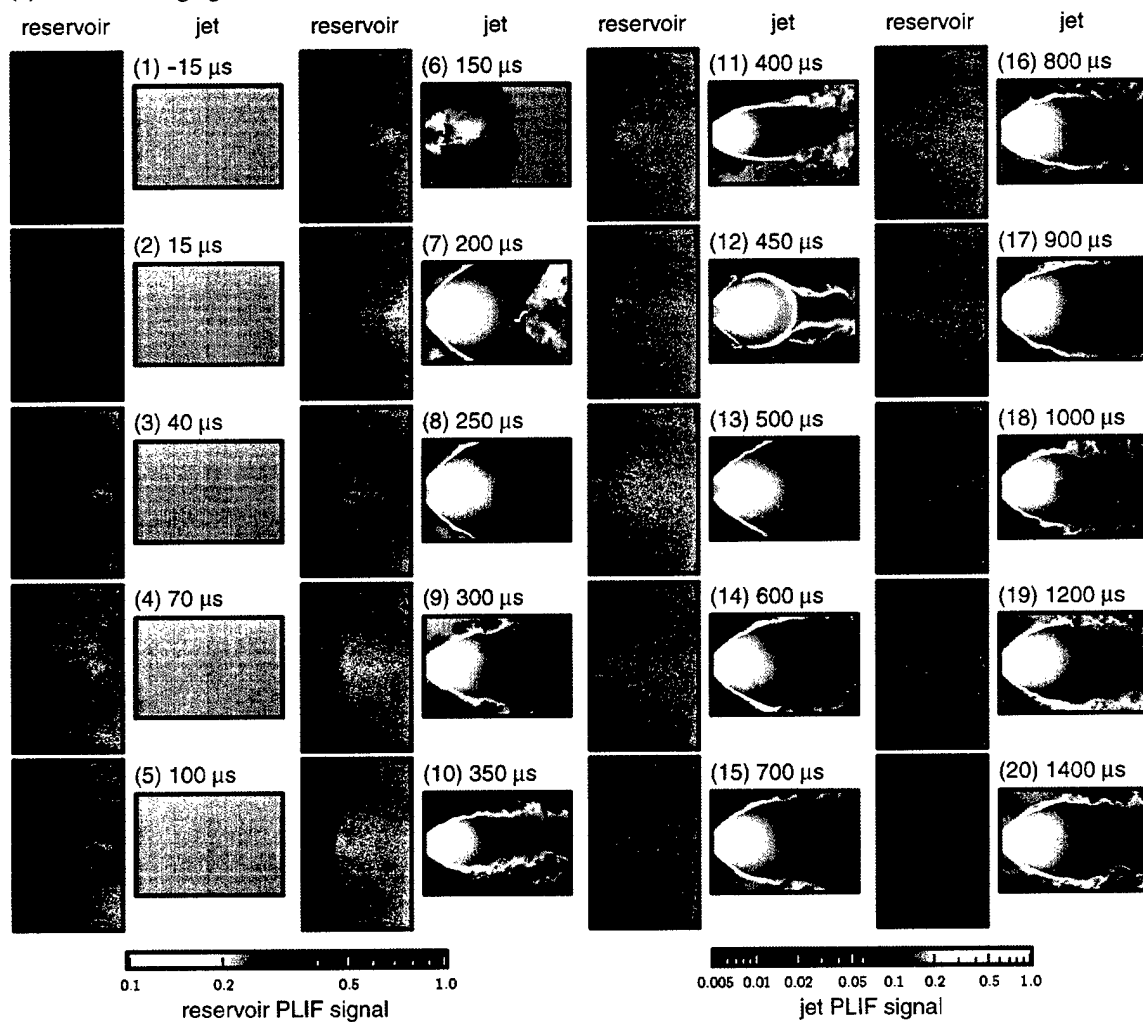 reservoir jet reservoir jet reservoir jet reservoir jet
(1) -15 μs (6) 150 μs (11) 400 μs (16) 800 μs
(2) 15 μs (7) 200 μs (12) 450 μs (17) 900 μs
(3) 40 μs (8) 250 μs (13) 500 μs (18) 1000 μs
(4) 70 μs (9) 300 μs (14) 600 μs (19) 1200 μs
(5) 100 μs (10) 350 μs (15) 700 μs (20) 1400 μs
0.1 0.2 0.5 1.0 0.005 0.01 0.02 0.05 0.1 0.2 0.5 1.0
reservoir PLIF signal jet PLIF signal